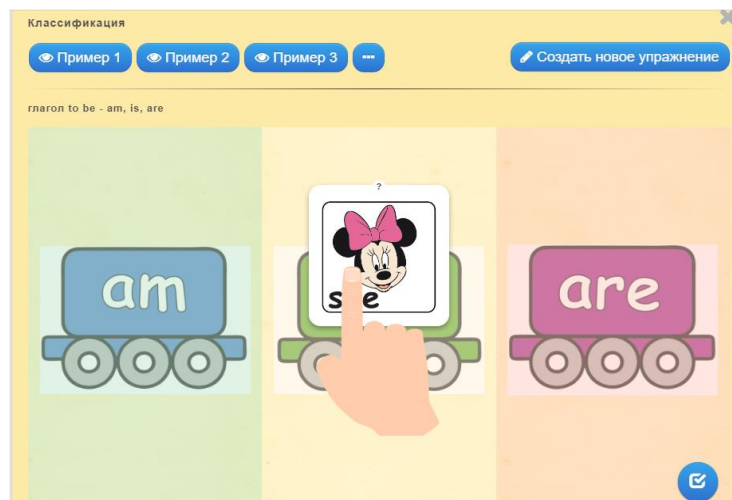 Классификация
Пример 1 Пример 2 Пример 3 Создать новое упражнение
глагол to be - am, is, are
?
am are